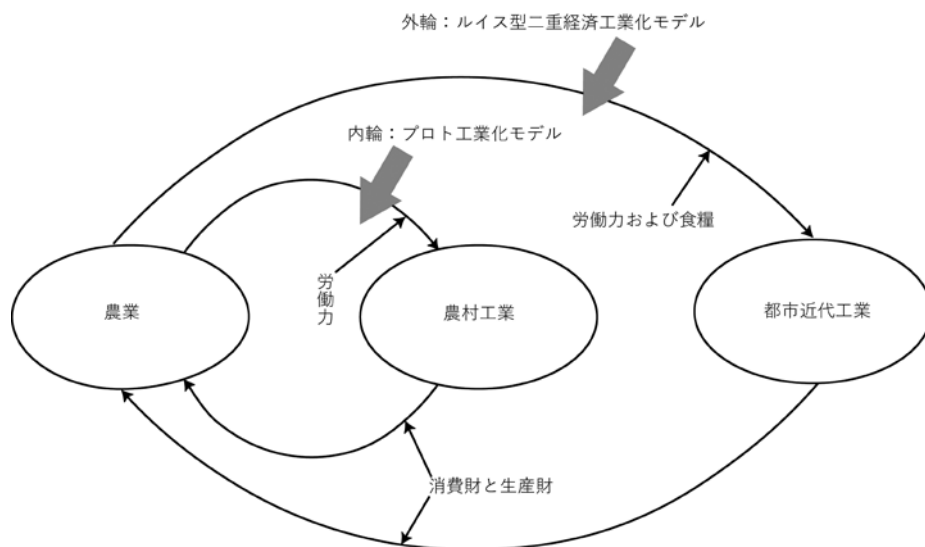 外輪：ルイス型二重経済工業化モデル
内輪：プロト工業化モデル
労働力および食糧
労働力
農業
農村工業
都市近代工業
消費財と生産財